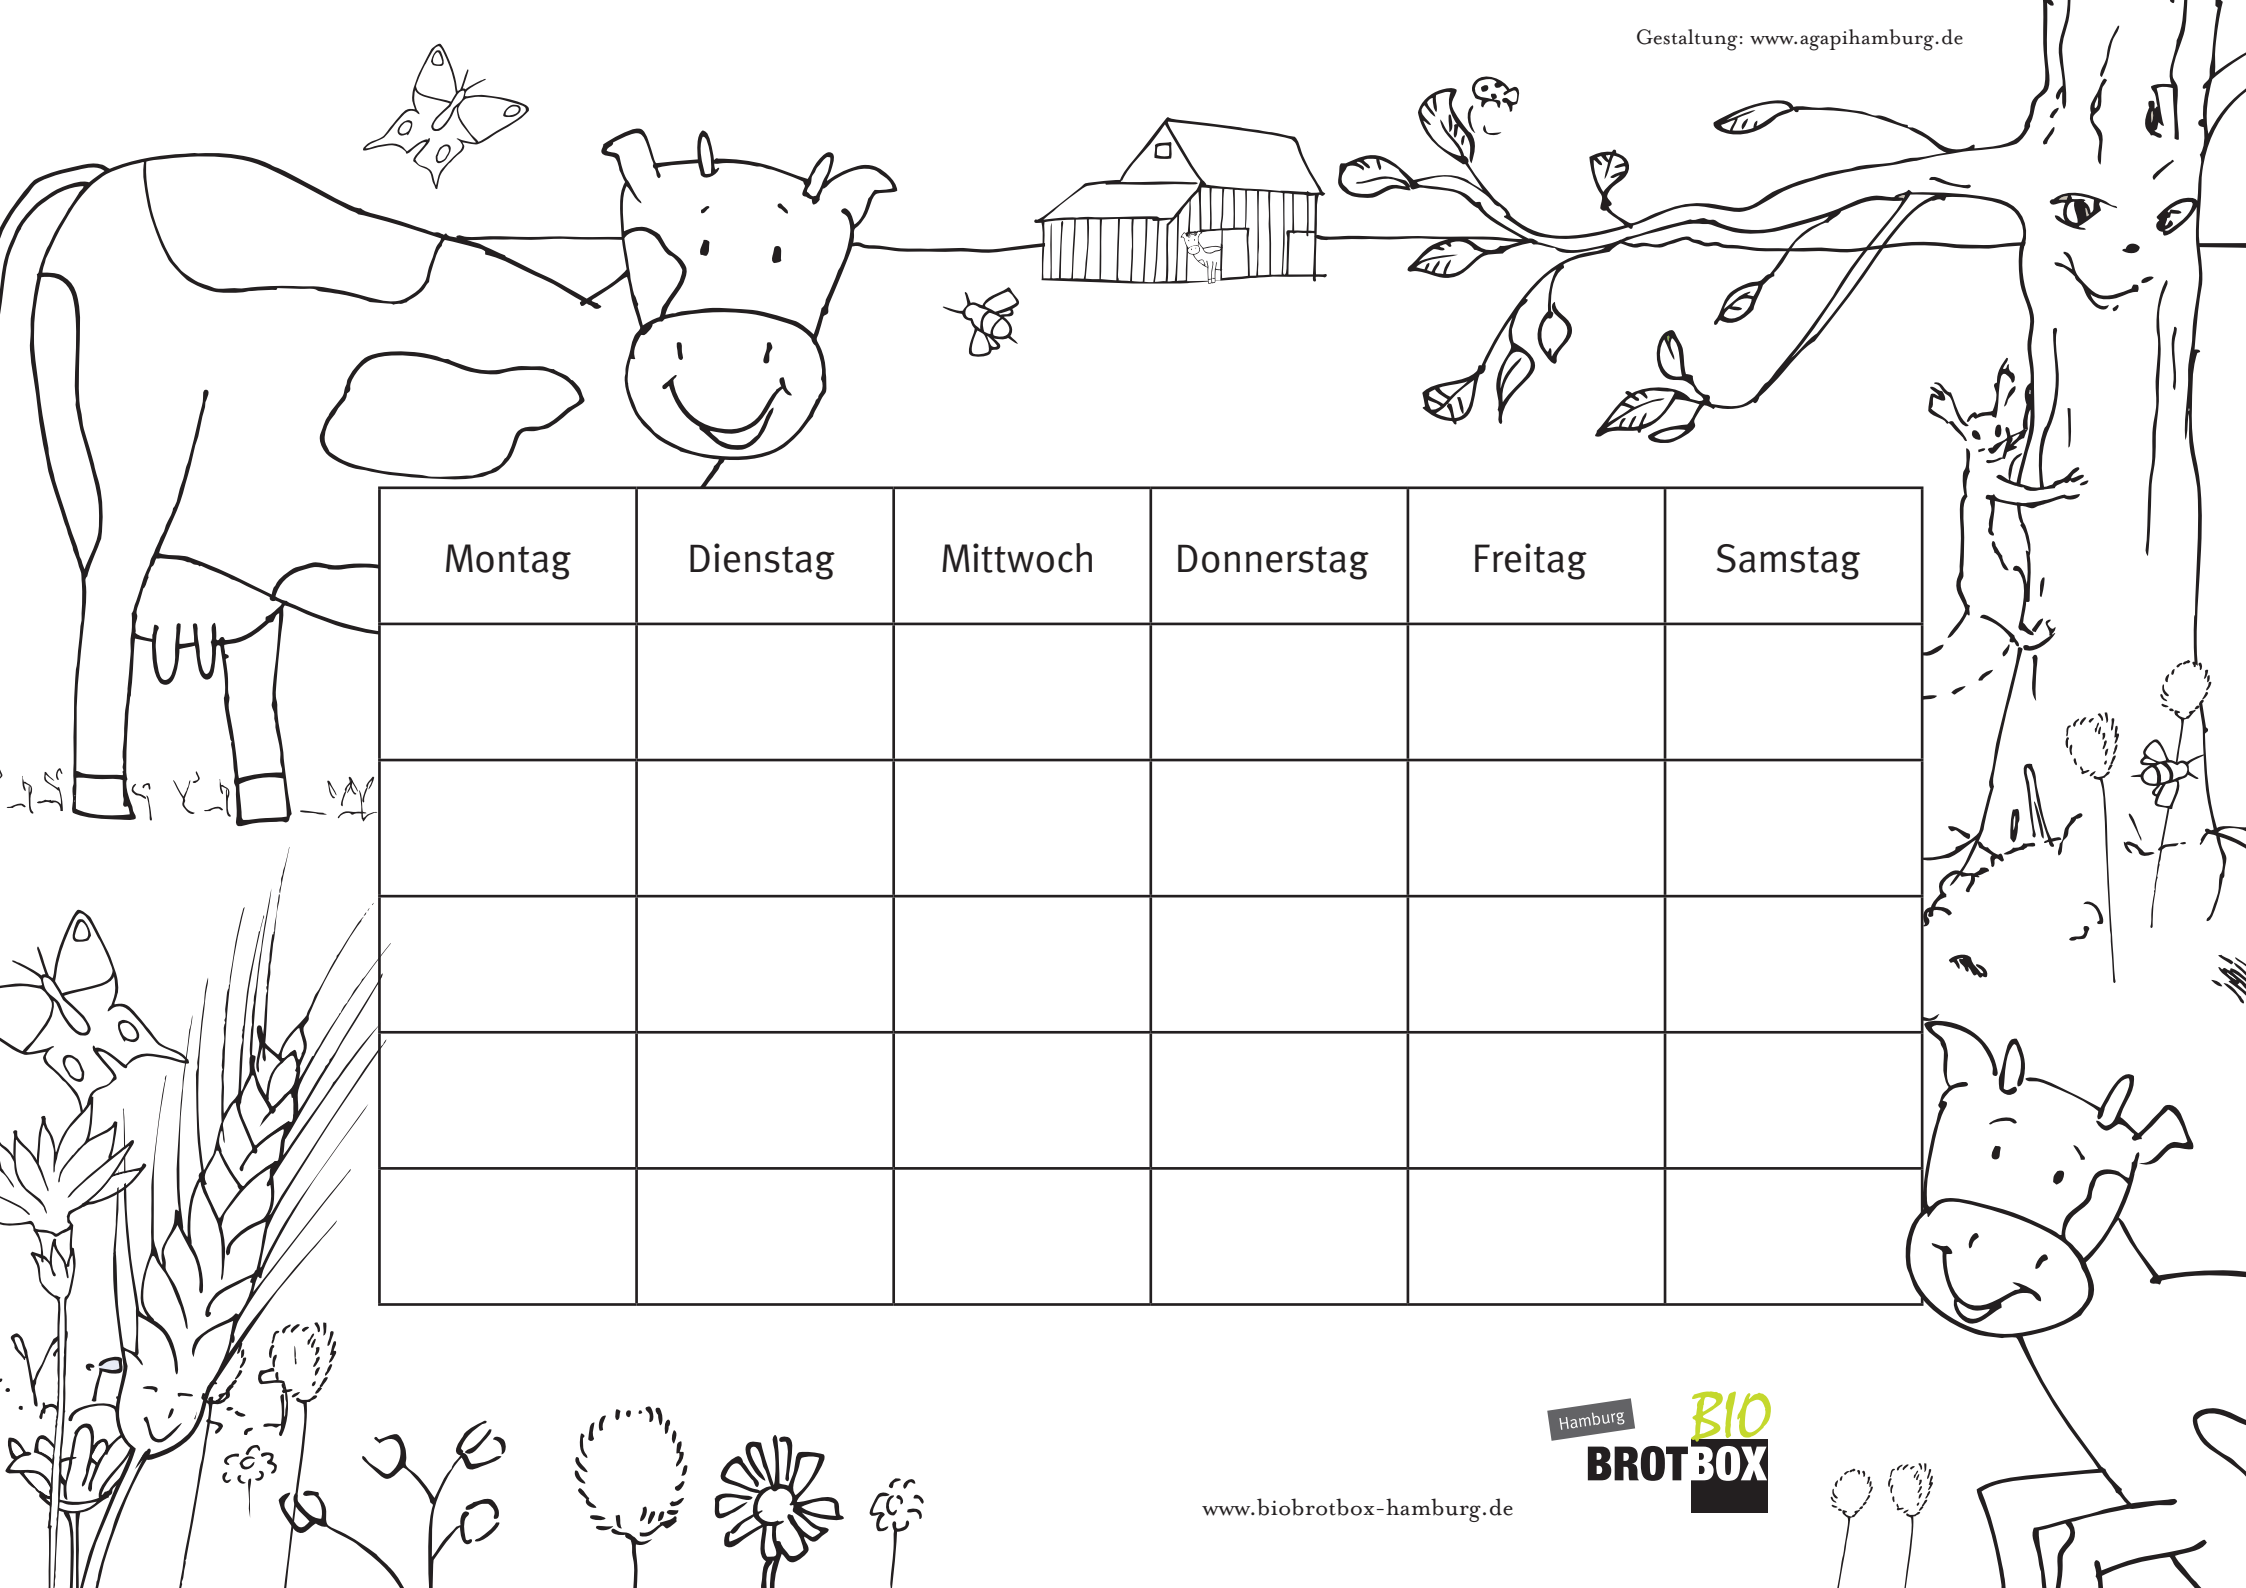 Gestaltung: www.agapihamburg.de
Montag Dienstag Mittwoch Donnerstag Freitag Samstag
Hamburg
BIO
BROTBOX
www.biobrotbox-hamburg.de